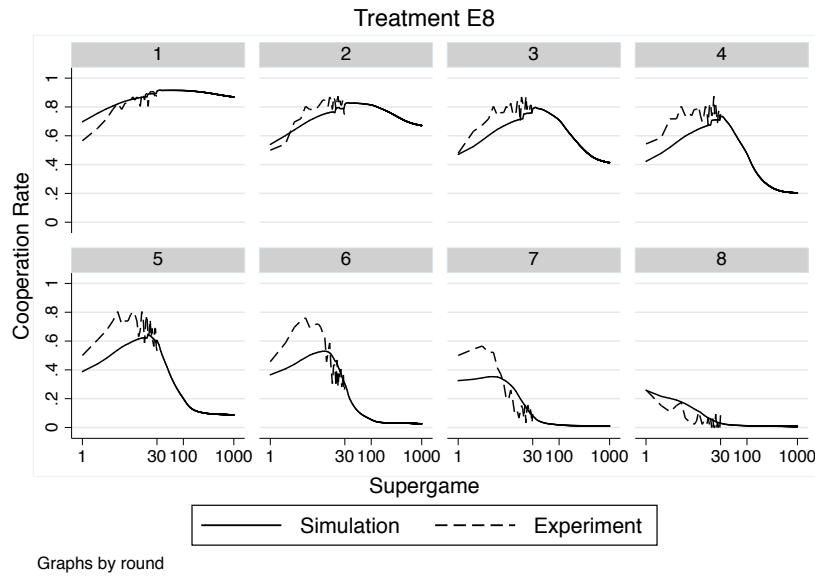 Treatment E8
1 2 3 4
1
.8
.6
.4
.2
0
5 6 7 8
1
.8
.6
.4
.2
0
Cooperation Rate
1 30 100 1000 1 30 100 1000 1 30 100 1000 1 30 100 1000
Supergame
Simulation Experiment
Graphs by round